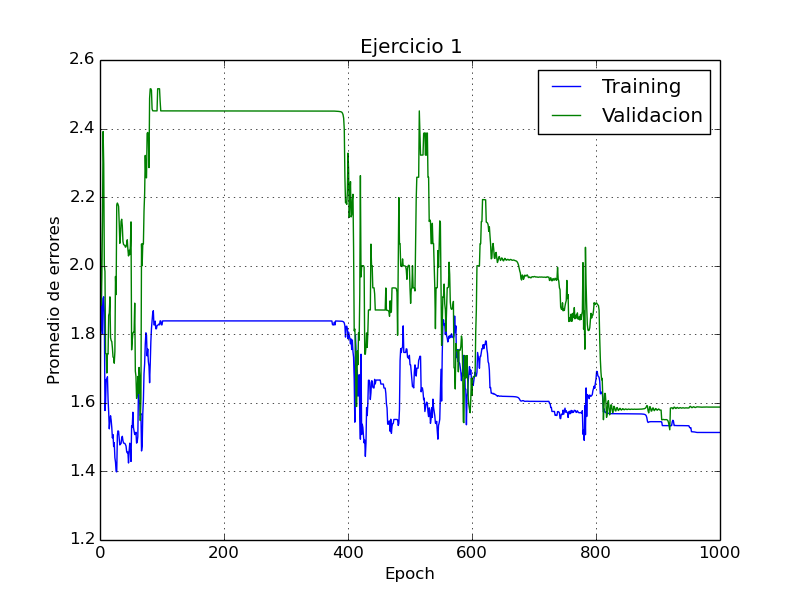 Ejercicio 1
Training
Validacion
2.6
2.4
2.2
2.0
1.8
1.6
1.4
1.2
Promedio de errores
0 200 400 600 800 1000
Epoch